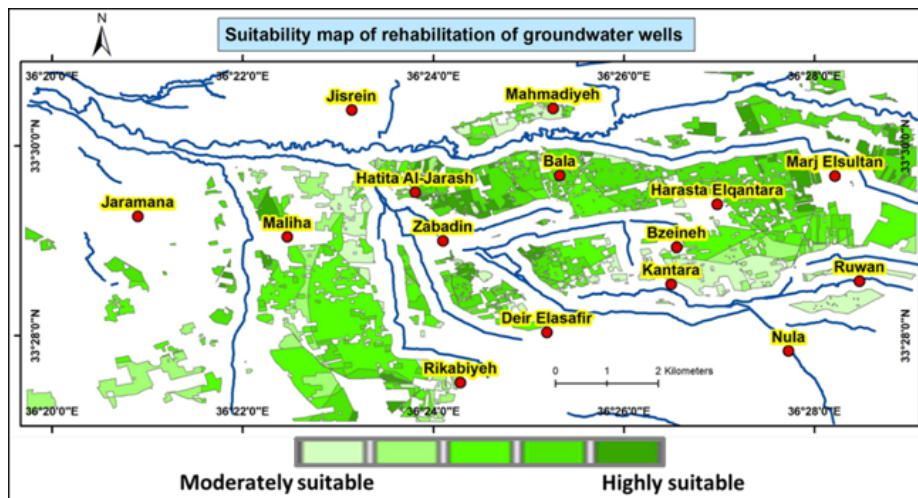 Suitability map of rehabilitation of groundwater wells
N
36°20'0"E 36°22'0"E 36°24'0"E 36°26'0"E 36°28'0"E
Jisrein
Mahmadiyeh
33°30'0"N
33°30'0"N
Bala
Marj Elsultan
Hatita Al-Jarash
Harasta Elqantara
Jaramana
Maliha
Zabadin
Bzeineh
Kantara
Ruwan
Deir Elasafir
33°28'0"N
33°28'0"N
Nula
Rikabiyeh
0 1 2 Kilometers
36°20'0"E 36°22'0"E 36°24'0"E 36°26'0"E 36°28'0"E
Moderately suitable
Highly suitable